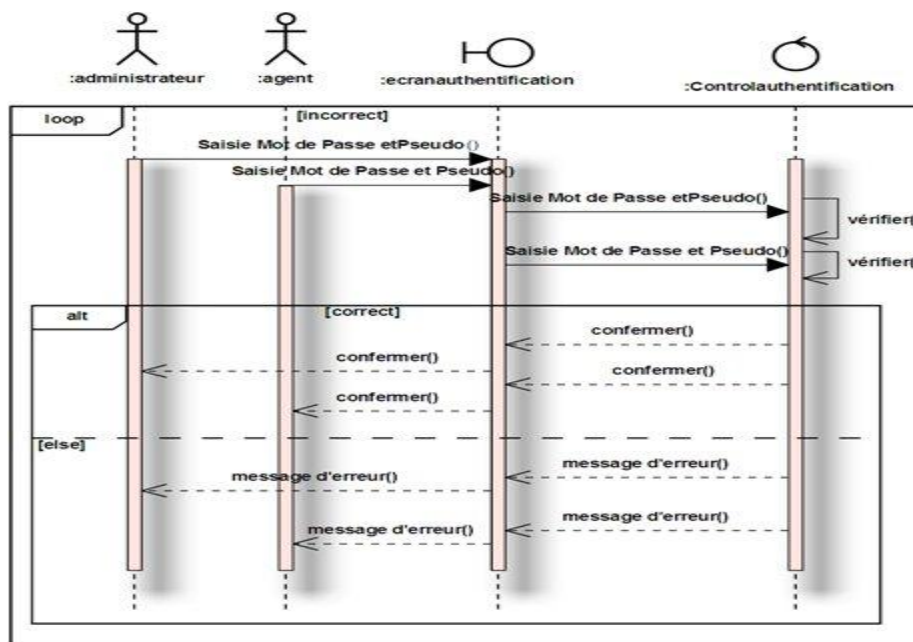 :administrateur
:agent
:ecranauthentification
:Controlauthentification
loop
[incorrect]
Saisie Mot de Passe etPseudo()
Saisie Mot de Passe et Pseudo()
Saisie Mot de Passe etPseudo()
vérifier(
Saisie Mot de Passe et Pseudo()
vérifier(
alt
[correct]
confermer()
confermer()
confermer()
confermer()
[else]
message d'erreur()
message d'erreur()
message d'erreur()
message d'erreur()